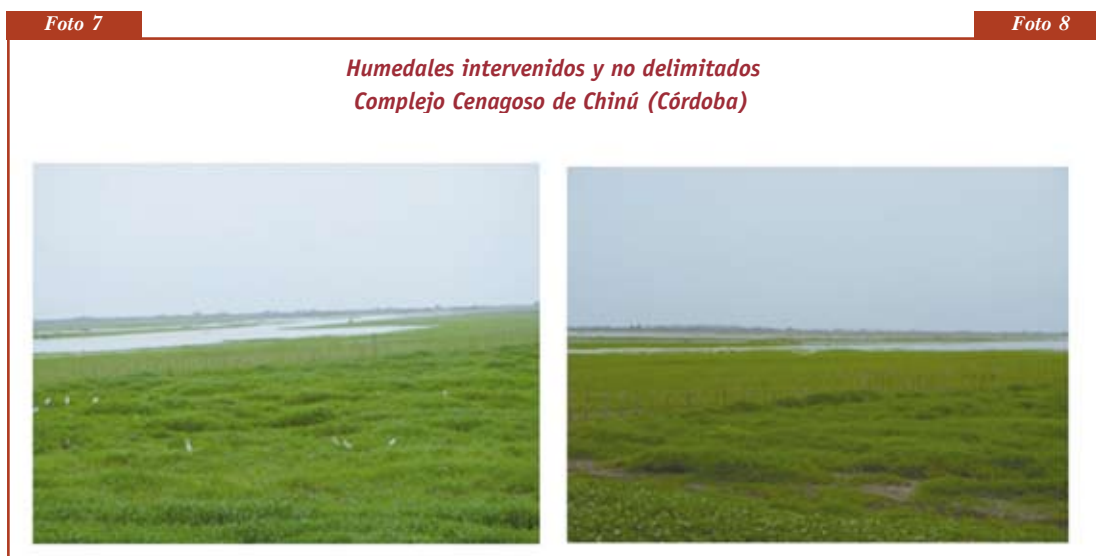 Foto 7
Foto 8
Humedales intervenidos y no delimitados
Complejo Cenagoso de Chinú (Córdoba)